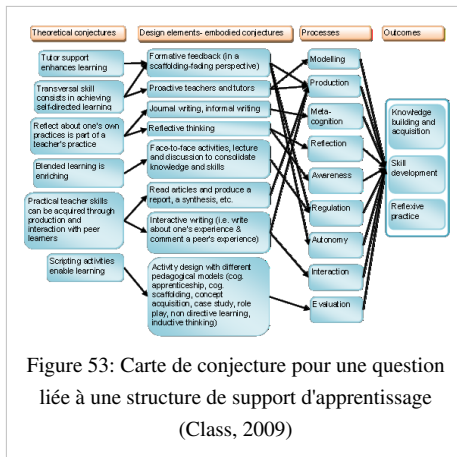 Theoretical conjectures
Design elements- embodied conjectures
Processes
Outcomes
Tutor support
enhances learning
Transversal skill
consists in achieving
self-directed learning
Reflect about one's own
practices is part of a
teacher's practice
Blended learning is
enriching
Practical teacher skills
can be acquired through
production and
interaction with peer
learners
Scripting activities
enable learning
Formative feedback (in a
scaffolding-fading perspective)
Proactive teachers and tutors
Journal writing, informal writing
Reflective thinking
Face-to-face activities, lecture
and discussion to consolidate
knowledge and skills
Read articles and produce a
report, a synthesis, etc.
Interactive writing (i.e. write
about one's experience &
comment a peer's experience)
Activity design with different
pedagogical models (cog.
apprenticeship, cog.
scaffolding, concept
acquisition, case study, role
play, non directive learning,
inductive thinking)
Modelling
Production
Meta-
cognition
Reflection
Awareness
Regulation
Autonomy
Interaction
Evaluation
Knowledge
building and
acquisition
Skill
development
Reflexive
practice
Figure 53: Carte de conjecture pour une question
liée à une structure de support d'apprentissage
(Class, 2009)